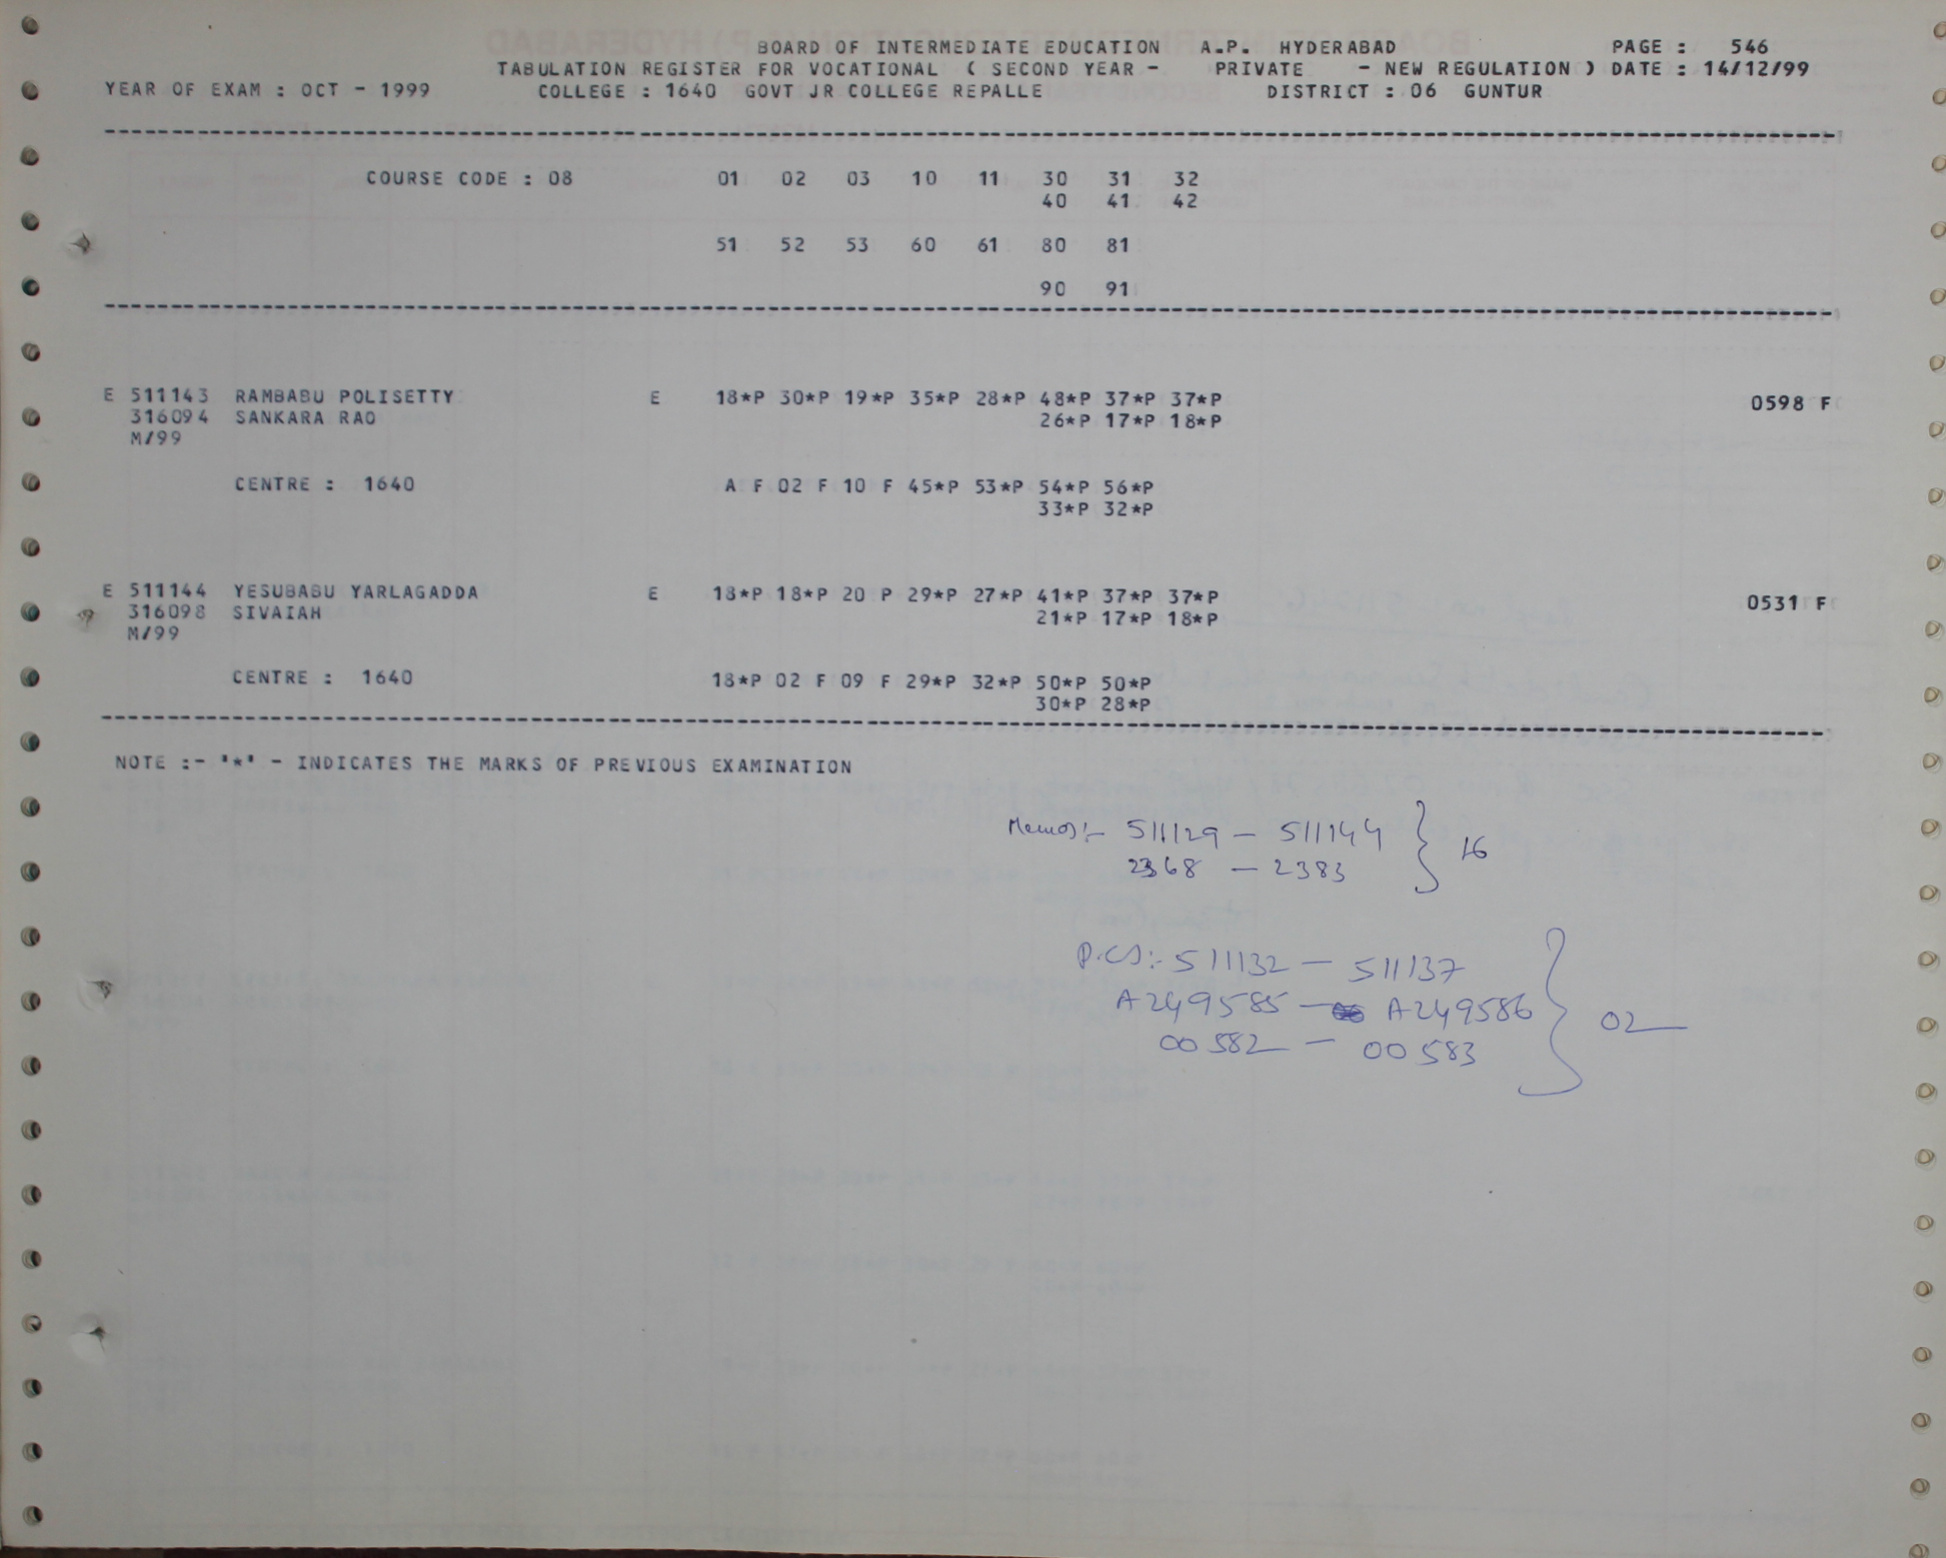 BOARD OF INTERMEDIATE EDUCATION A.P. HYDERABAD PAGE : 546
TABULATION REGISTER FOR VOCATIONAL ( SECOND YEAR - PRIVATE - NEW REGULATION ) DATE : 14/12/99
YEAR OF EXAM : OCT - 1999 COLLEGE : 1640 GOVT JR COLLEGE REPALLE DISTRICT : 06 GUNTUR
COURSE CODE : 08 01 02 03 10 11 30 31 32
40 41 42
51 52 53 60 61 80 81
90 91
E 511143 RAMBABU POLISETTY E 18*P 30*P 19*P 35*P 28*P 48*P 37*P 37*P 0598 F
316094 SANKARA RAO 26*P 17*P 18*P
M/99
CENTRE : 1640 A F 02 F 10 F 45*P 53*P 54*P 56*P
33*P 32*P
E 511144 YESUBABU YARLAGADDA E 18*P 18*P 20 P 29*P 27*P 41*P 37*P 37*P 0531 F
316098 SIVAIAH 21*P 17*P 18*P
M/99
CENTRE : 1640 18*P 02 F 09 F 29*P 32*P 50*P 50*P
30*P 28*P
NOTE :- '*' - INDICATES THE MARKS OF PREVIOUS EXAMINATION
Memos:- 511129 - 511144 } 16
2368 - 2383
P.Cs:- 511132 - 511137
A249585 - A249586 } 02
00582 - 00583